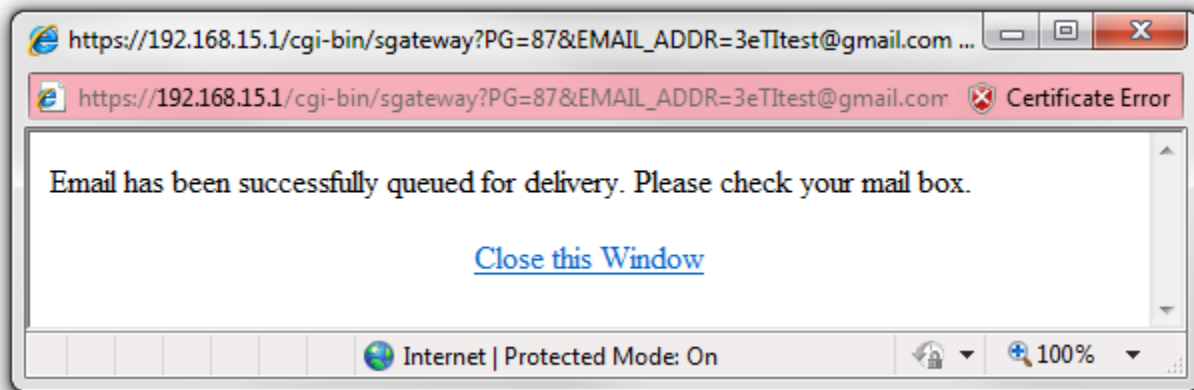 https://192.168.15.1/cgi-bin/sgateway?PG=87&EMAIL_ADDR=3eTItest@gmail.com ...
https://192.168.15.1/cgi-bin/sgateway?PG=87&EMAIL_ADDR=3eTItest@gmail.com Certificate Error
Email has been successfully queued for delivery. Please check your mail box.
Close this Window
Internet | Protected Mode: On 100%